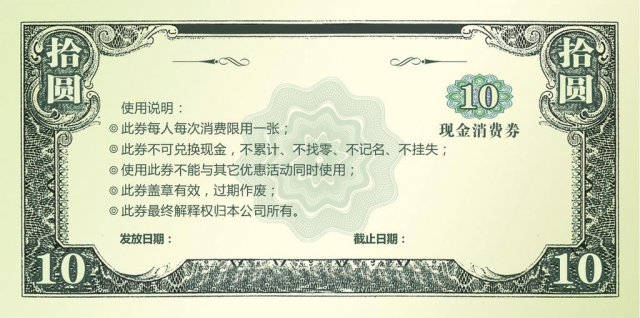 拾圆
拾圆
10
现金消费券
使用说明：
◎此券每人每次消费限用一张；
◎此券不可兑换现金，不累计、不找零、不记名、不挂失；
◎使用此券不能与其它优惠活动同时使用；
◎此券盖章有效，过期作废；
◎此券最终解释权归本公司所有。
发放日期： 截止日期：
10
10